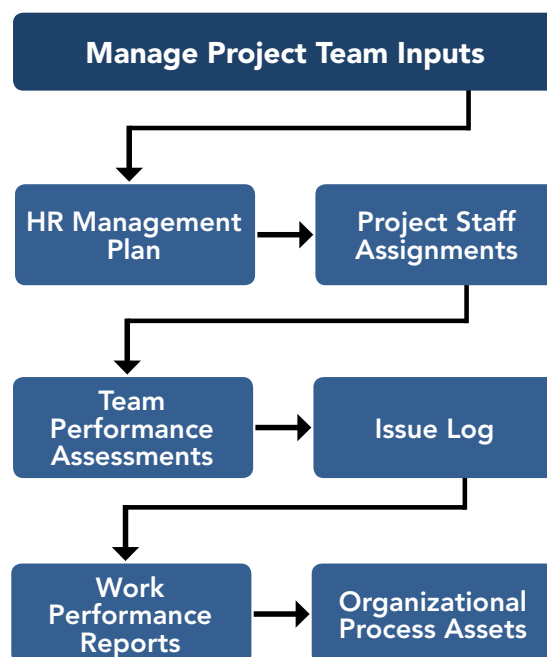 Manage Project Team Inputs
HR Management
Plan
Project Staff
Assignments
Team
Performance
Assessments
Issue Log
Work
Performance
Reports
Organizational
Process Assets